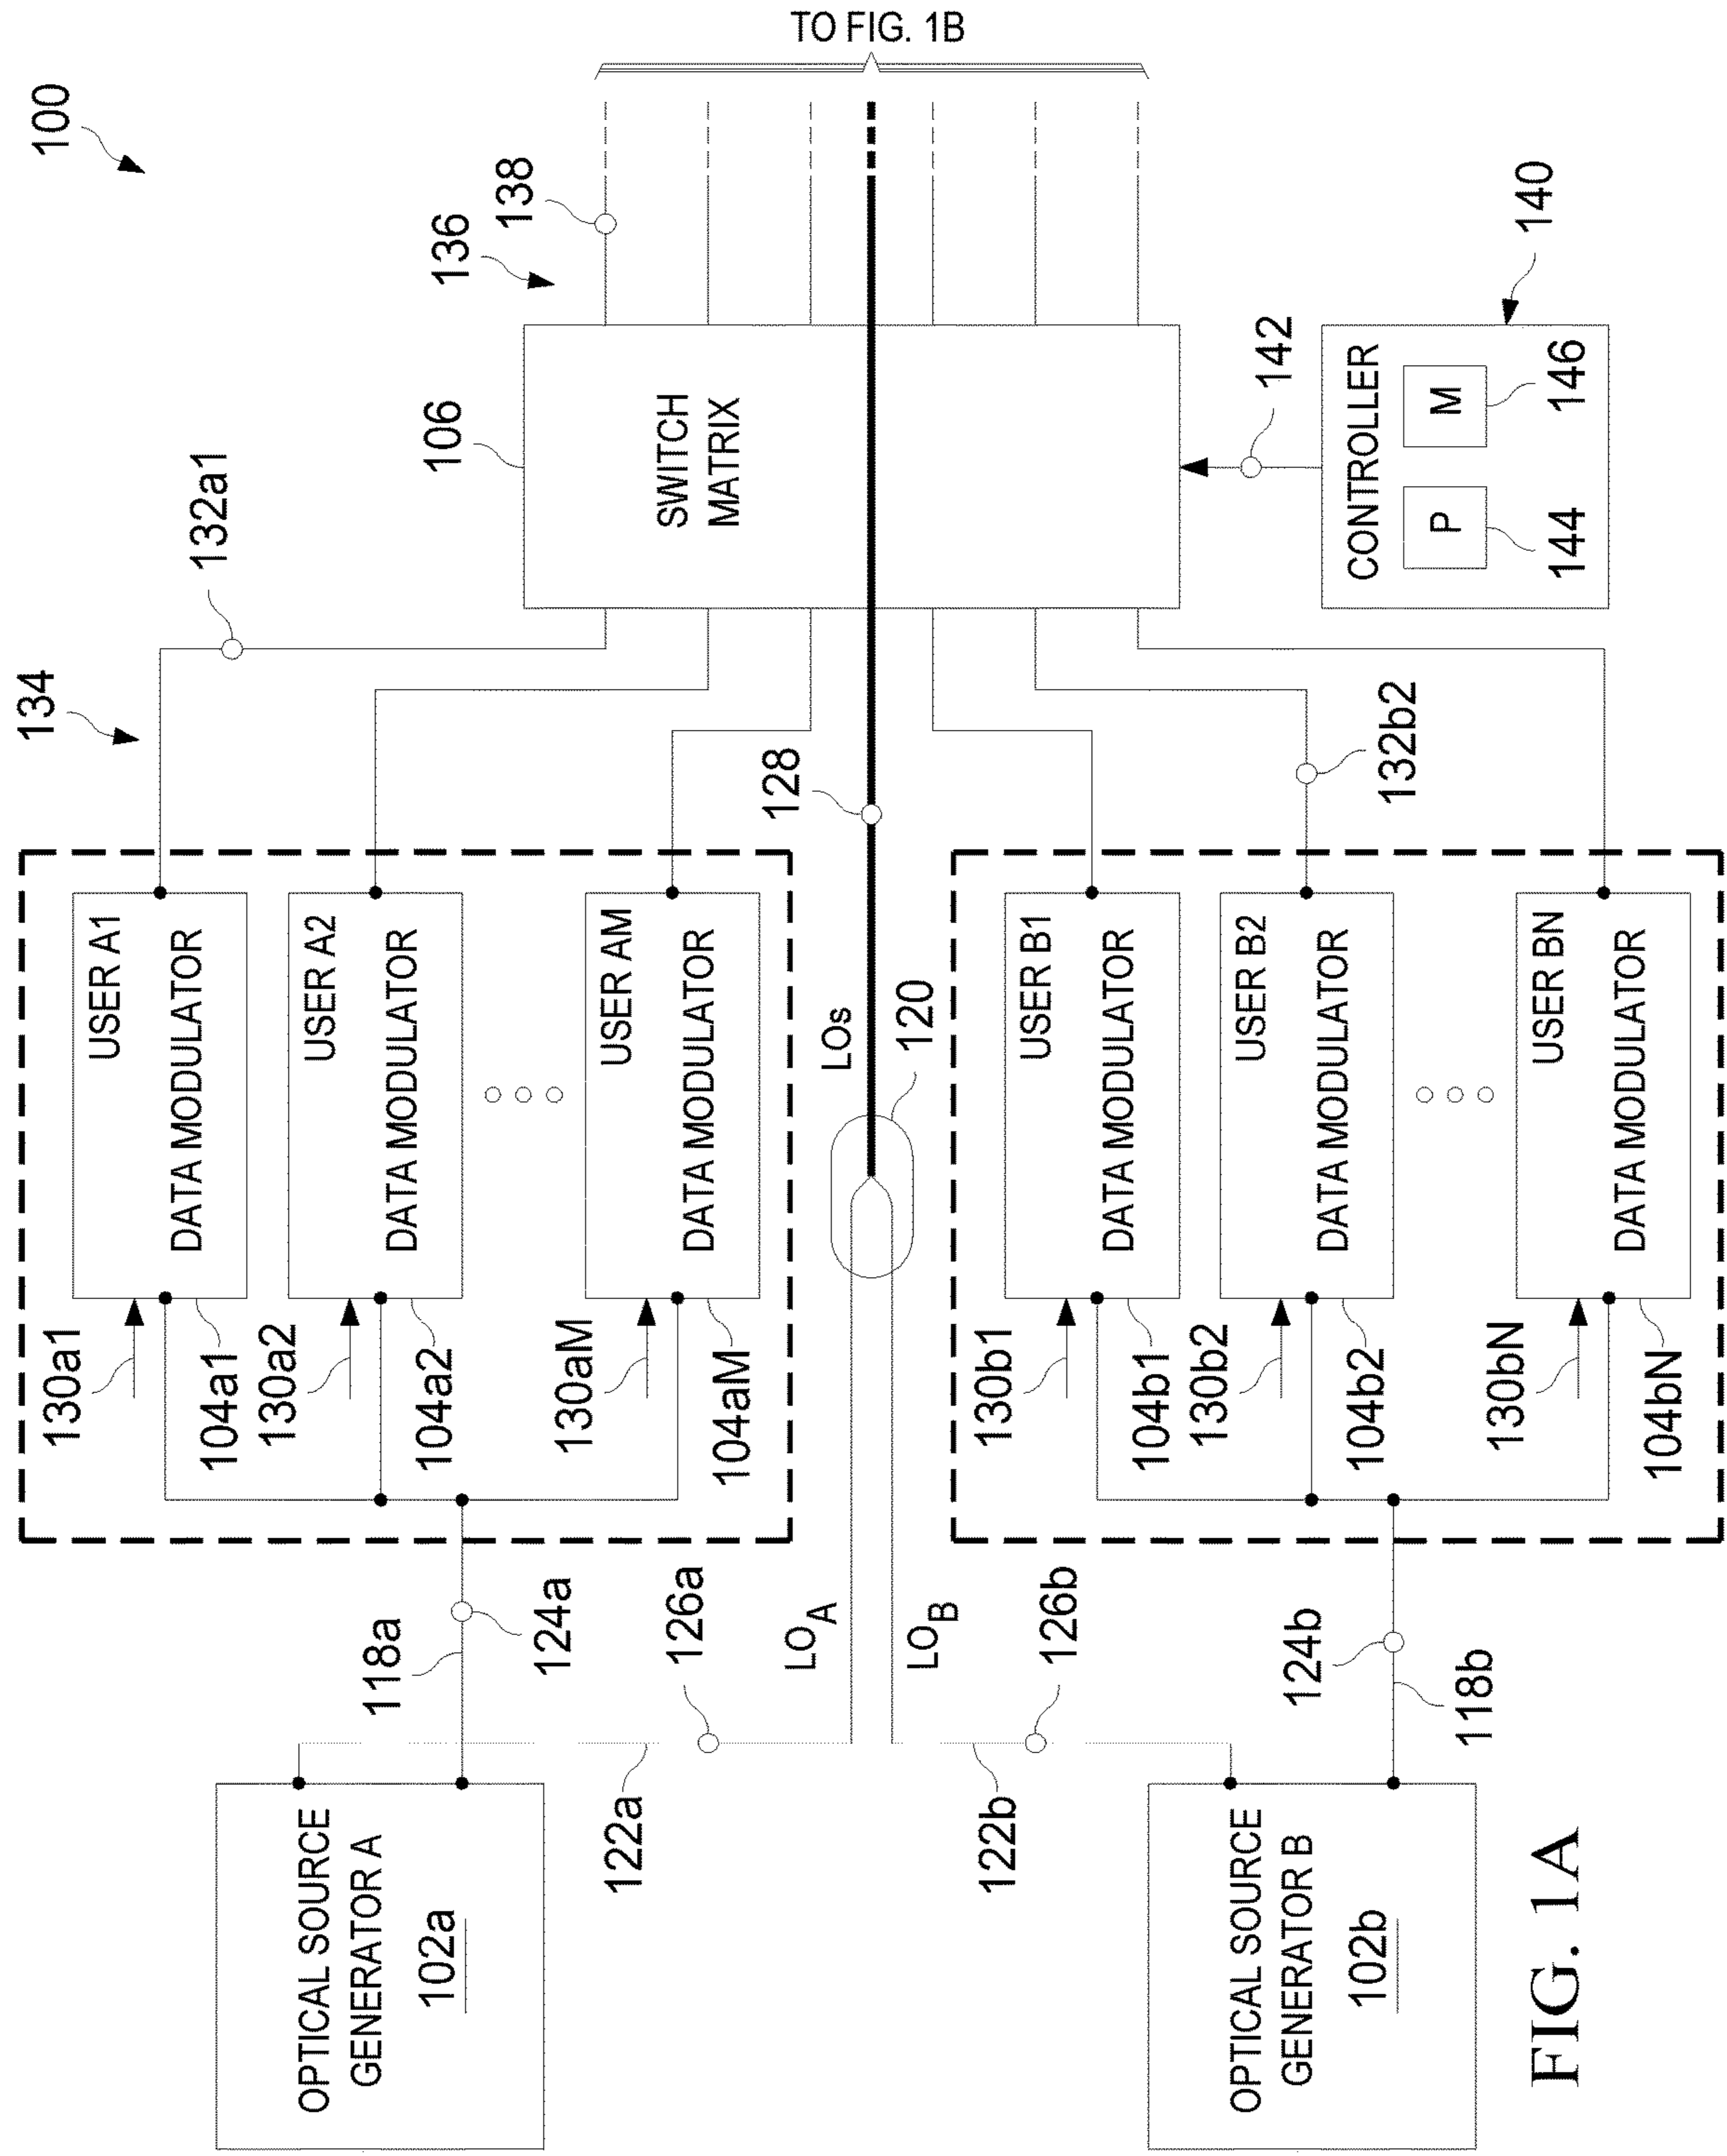 100
TO FIG. 1B
134
132a1
106
136
138
130a1
104a1
USER A1
DATA MODULATOR
130a2
104a2
USER A2
DATA MODULATOR
130aM
104aM
USER AM
DATA MODULATOR
SWITCH
MATRIX
OPTICAL SOURCE
GENERATOR A
102a
118a
124a
122a
126a
LOA
LOB
LOs
120
128
122b
126b
OPTICAL SOURCE
GENERATOR B
102b
124b
118b
130b1
104b1
USER B1
DATA MODULATOR
130b2
104b2
USER B2
DATA MODULATOR
130bN
104bN
USER BN
DATA MODULATOR
132b2
142
140
CONTROLLER
P
M
144
146
FIG. 1A